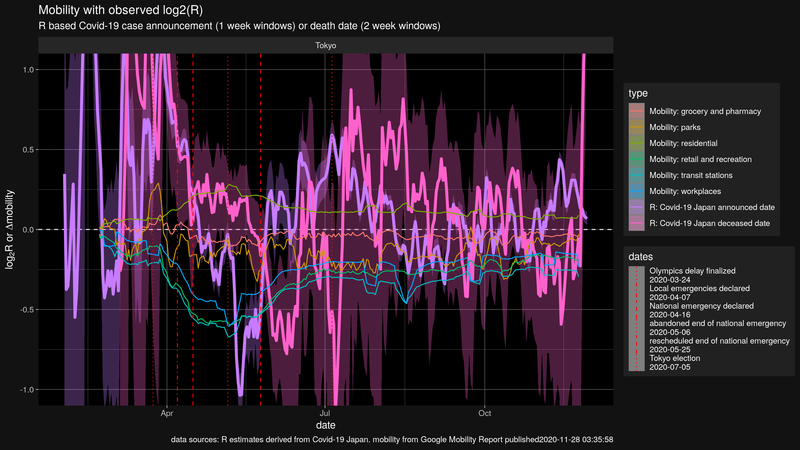 Mobility with observed log2(R)
R based Covid-19 case announcement (1 week windows) or death date (2 week windows)
Tokyo
1.0
0.5
0.0
-0.5
-1.0
log2R or Δmobility
Apr
Jul
Oct
date
type
Mobility: grocery and pharmacy
Mobility: parks
Mobility: residential
Mobility: retail and recreation
Mobility: transit stations
Mobility: workplaces
R: Covid-19 Japan announced date
R: Covid-19 Japan deceased date
dates
Olympics delay finalized
2020-03-24
Local emergencies declared
2020-04-07
National emergency declared
2020-04-16
abandoned end of national emergency
2020-05-06
rescheduled end of national emergency
2020-05-25
Tokyo election
2020-07-05
data sources: R estimates derived from Covid-19 Japan. mobility from Google Mobility Report published2020-11-28 03:35:58